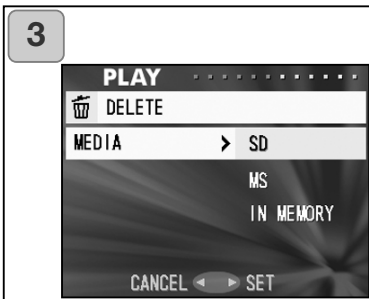 3
PLAY
DELETE
MEDIA > SD
MS
IN MEMORY
CANCEL ◄ ► SET